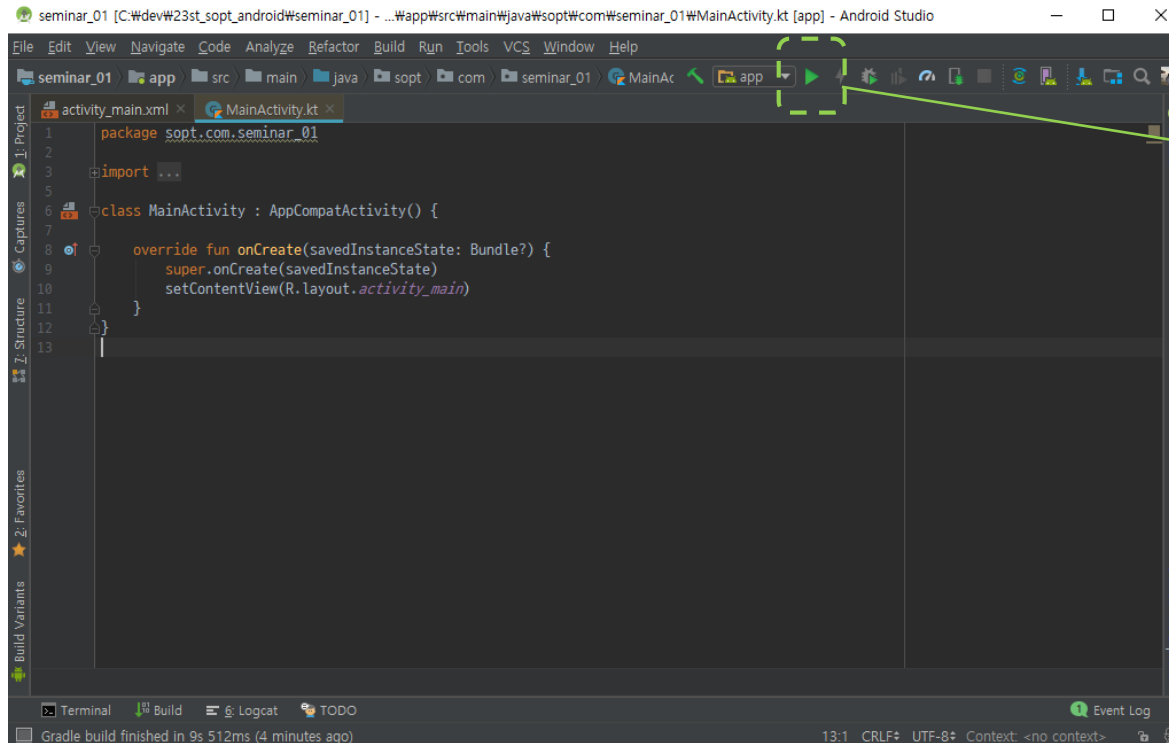 seminar_01 [C:₩dev₩23st_sopt_android₩seminar_01] - ...₩app₩src₩main₩java₩sopt₩com₩seminar_01₩MainActivity.kt [app] - Android Studio
File Edit View Navigate Code Analyze Refactor Build Run Tools VCS Window Help
seminar_01 app src main java sopt com seminar_01 MainAc app
activity_main.xml MainActivity.kt
1 package sopt.com.seminar_01
2
3 import ...
5
6 class MainActivity : AppCompatActivity() {
7
8 override fun onCreate(savedInstanceState: Bundle?) {
9 super.onCreate(savedInstanceState)
10 setContentView(R.layout.activity_main)
11 }
12 }
13
1: Project
Captures
7: Structure
2: Favorites
Build Variants
Terminal Build 6: Logcat TODO 1 Event Log
Gradle build finished in 9s 512ms (4 minutes ago) 13:1 CRLF UTF-8 Context: <no context>